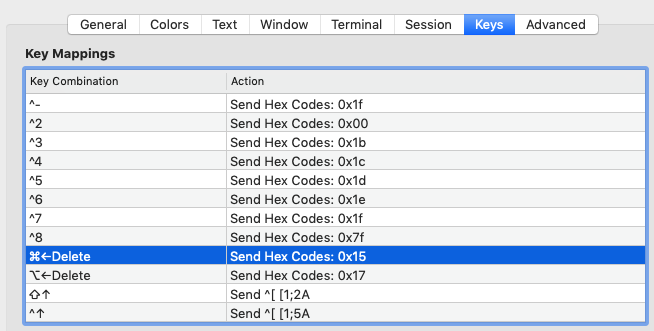 General Colors Text Window Terminal Session Keys Advanced
Key Mappings
Key Combination Action
^- Send Hex Codes: 0x1f
^2 Send Hex Codes: 0x00
^3 Send Hex Codes: 0x1b
^4 Send Hex Codes: 0x1c
^5 Send Hex Codes: 0x1d
^6 Send Hex Codes: 0x1e
^7 Send Hex Codes: 0x1f
^8 Send Hex Codes: 0x7f
⌘←Delete Send Hex Codes: 0x15
⌥←Delete Send Hex Codes: 0x17
⇧↑ Send ^[ [1;2A
^↑ Send ^[ [1;5A